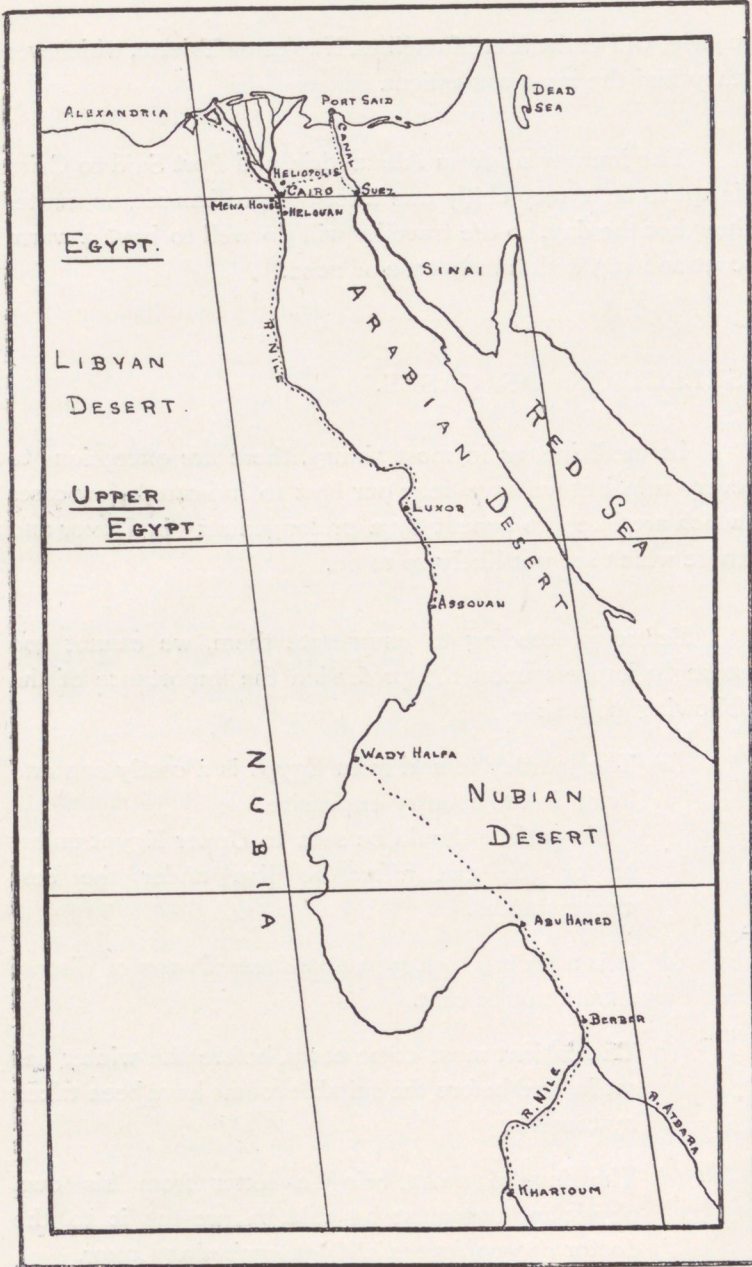 ALEXANDRIA
PORT SAID
DEAD
SEA
CANAL
HELIOPOLIS
CAIRO
SUEZ
MENA HOUSE
HELOUAN
EGYPT.
SINAI
ARABIAN DESERT
R. NILE
LIBYAN
DESERT.
RED SEA
UPPER
EGYPT.
LUXOR
ASSOUAN
WADY HALFA
NUBIA
NUBIAN
DESERT
ABU HAMED
BERBER
R. NILE
R. ATBARA
KHARTOUM